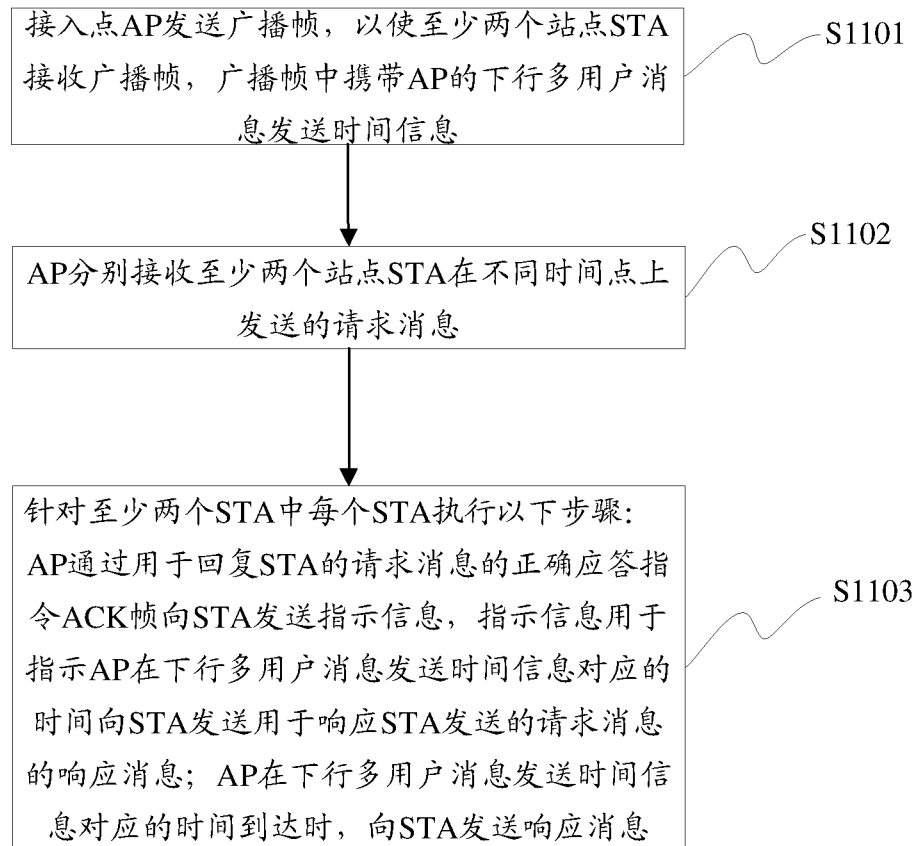 接入点AP发送广播帧，以使至少两个站点STA
接收广播帧，广播帧中携带AP的下行多用户消
息发送时间信息
S1101
AP分别接收至少两个站点STA在不同时间点上
发送的请求消息
S1102
针对至少两个STA中每个STA执行以下步骤：
AP通过用于回复STA的请求消息的正确应答指
令ACK帧向STA发送指示信息，指示信息用于
指示AP在下行多用户消息发送时间信息对应的
时间向STA发送用于响应STA发送的请求消息
的响应消息；AP在下行多用户消息发送时间信
息对应的时间到达时，向STA发送响应消息
S1103